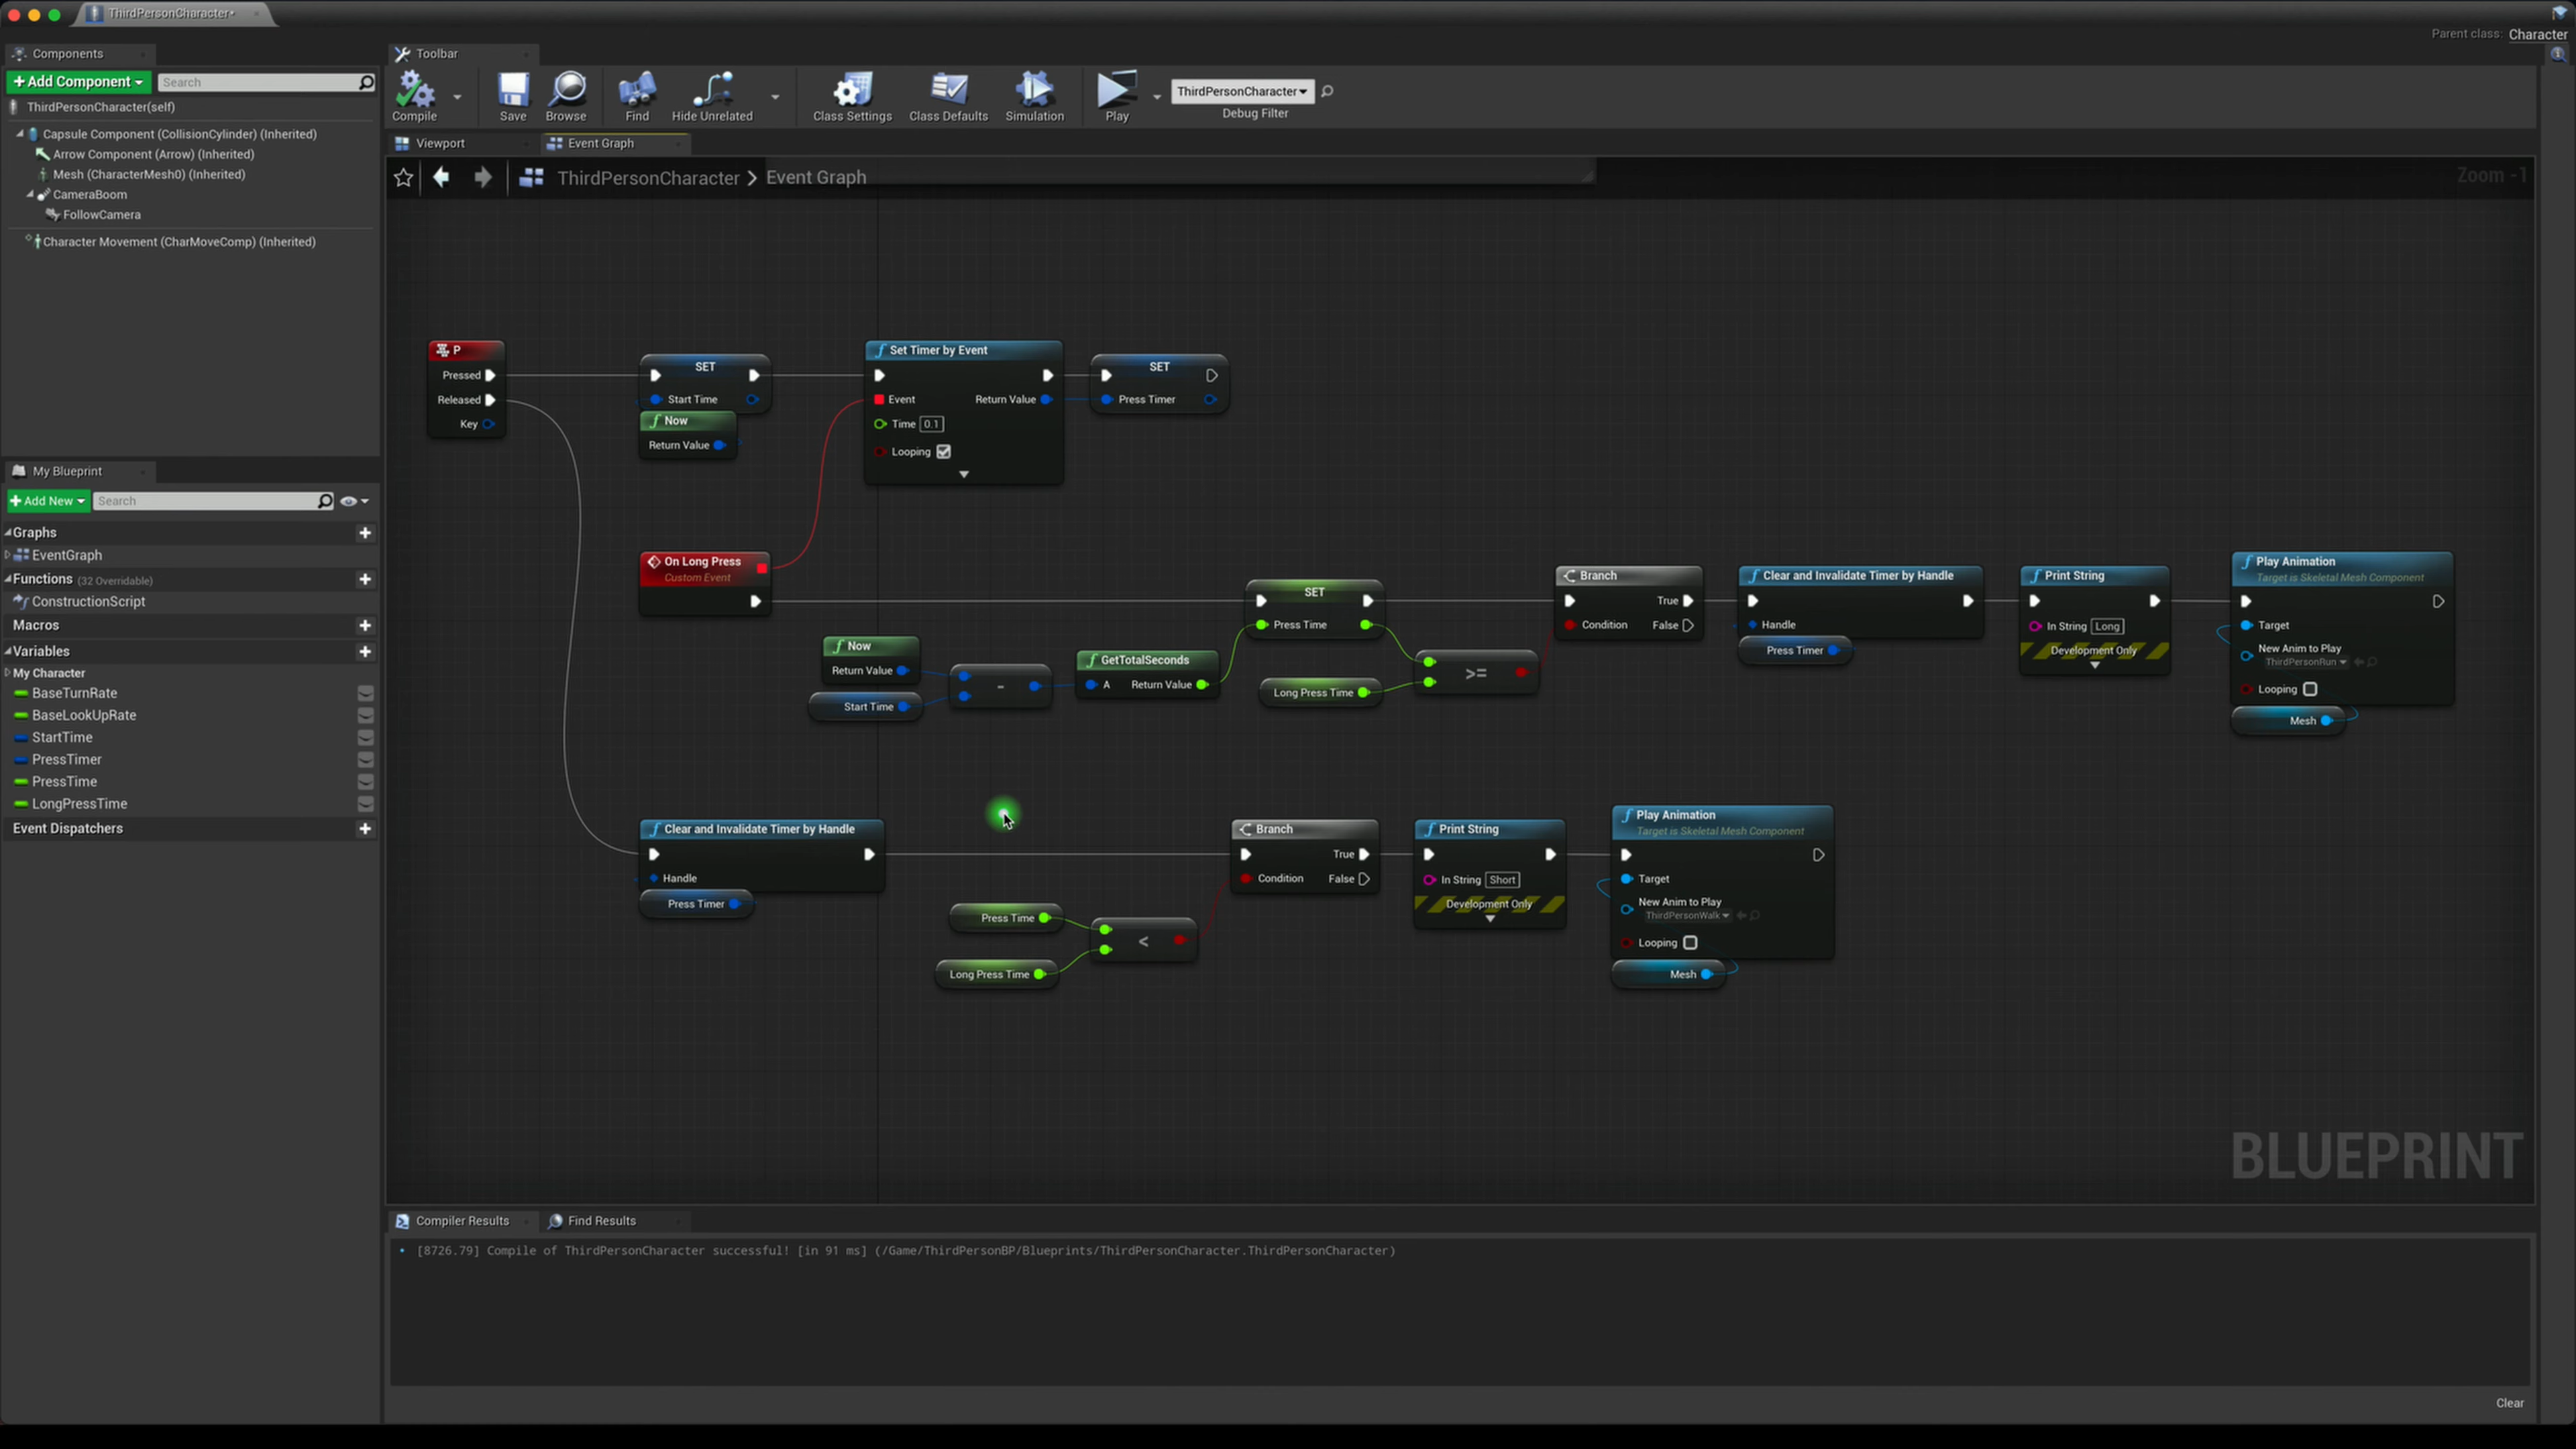 ThirdPersonCharacter•
Parent class: Character
Components
Toolbar
Add Component
Search
ThirdPersonCharacter(self)
Capsule Component (CollisionCylinder) (Inherited)
Arrow Component (Arrow) (Inherited)
Mesh (CharacterMesh0) (Inherited)
CameraBoom
FollowCamera
Character Movement (CharMoveComp) (Inherited)
Compile
Save
Browse
Find
Hide Unrelated
Class Settings
Class Defaults
Simulation
Play
ThirdPersonCharacter
Debug Filter
Viewport
Event Graph
ThirdPersonCharacter > Event Graph
Zoom -1
My Blueprint
Add New
Search
Graphs
EventGraph
Functions (32 Overridable)
ConstructionScript
Macros
Variables
My Character
BaseTurnRate
BaseLookUpRate
StartTime
PressTimer
PressTime
LongPressTime
Event Dispatchers
P
Pressed
Released
Key
SET
Start Time
Now
Return Value
Set Timer by Event
Event
Return Value
Time 0.1
Looping
SET
Press Timer
On Long Press
Custom Event
Now
Return Value
Start Time
-
GetTotalSeconds
A
Return Value
SET
Press Time
Long Press Time
>=
Branch
True
Condition
False
Clear and Invalidate Timer by Handle
Handle
Press Timer
Print String
In String Long
Development Only
Play Animation
Target is Skeletal Mesh Component
Target
New Anim to Play
ThirdPersonRun
Looping
Mesh
Clear and Invalidate Timer by Handle
Handle
Press Timer
Press Time
Long Press Time
<
Branch
True
Condition
False
Print String
In String Short
Development Only
Play Animation
Target is Skeletal Mesh Component
Target
New Anim to Play
ThirdPersonWalk
Looping
Mesh
BLUEPRINT
Compiler Results
Find Results
[8726.79] Compile of ThirdPersonCharacter successful! [in 91 ms] (/Game/ThirdPersonBP/Blueprints/ThirdPersonCharacter.ThirdPersonCharacter)
Clear